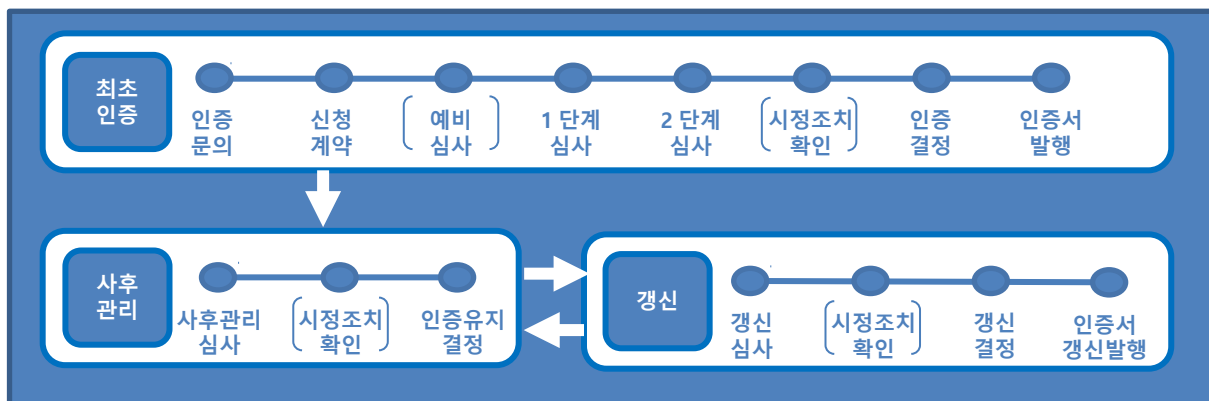 최초
인증
인증
문의
신청
계약
예비
심사
1 단계
심사
2 단계
심사
시정조치
확인
인증
결정
인증서
발행
사후
관리
사후관리
심사
시정조치
확인
인증유지
결정
갱신
갱신
심사
시정조치
확인
갱신
결정
인증서
갱신발행